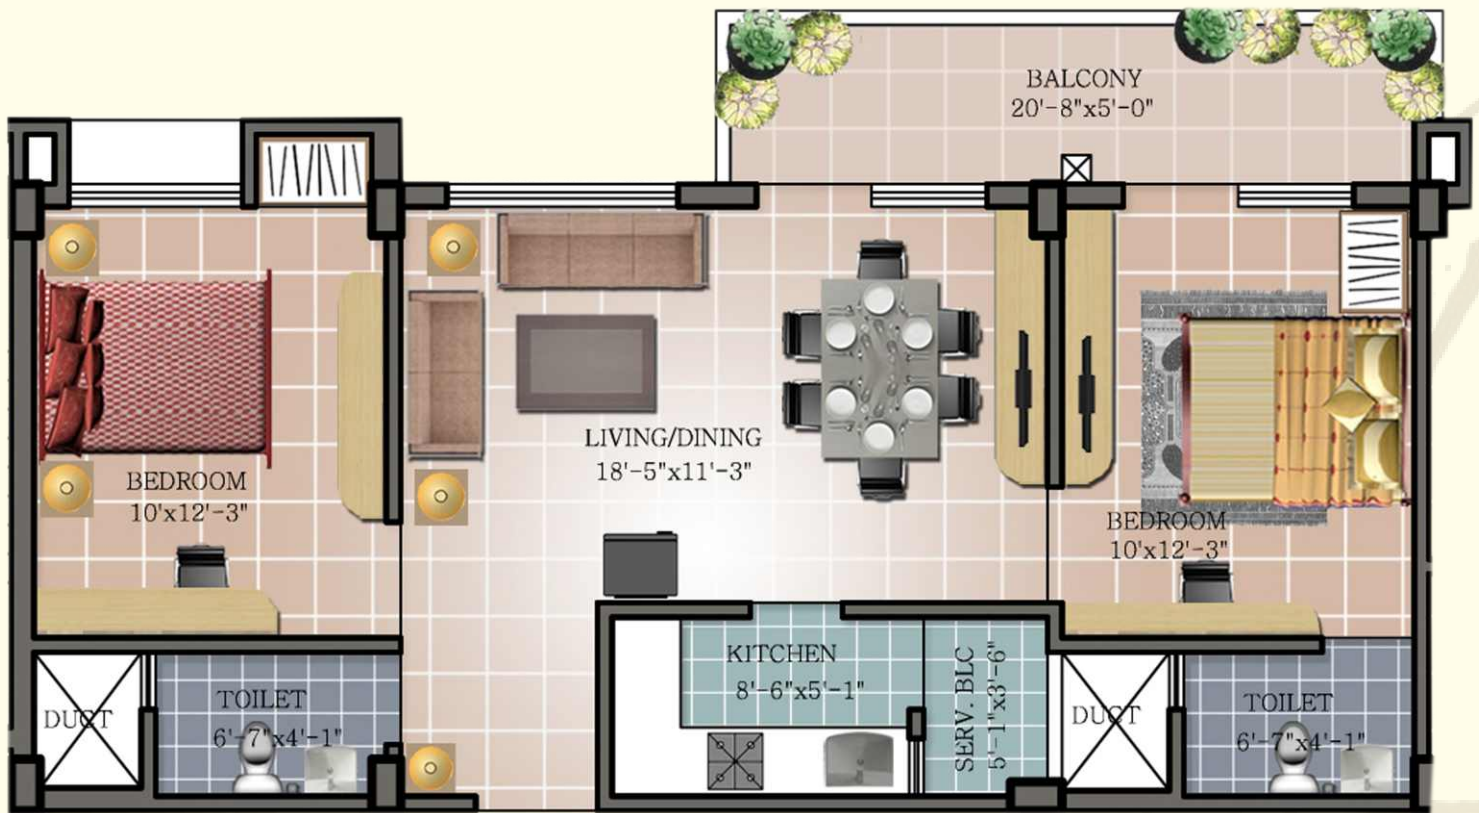 BALCONY
20'-8"x5'-0"
LIVING/DINING
18'-5"x11'-3"
BEDROOM
10'x12'-3"
BEDROOM
10'x12'-3"
KITCHEN
8'-6"x5'-1"
SERV. BLC
5'-1"x3'-6"
DUCT
TOILET
6'-7"x4'-1"
DUCT
TOILET
6'-7"x4'-1"